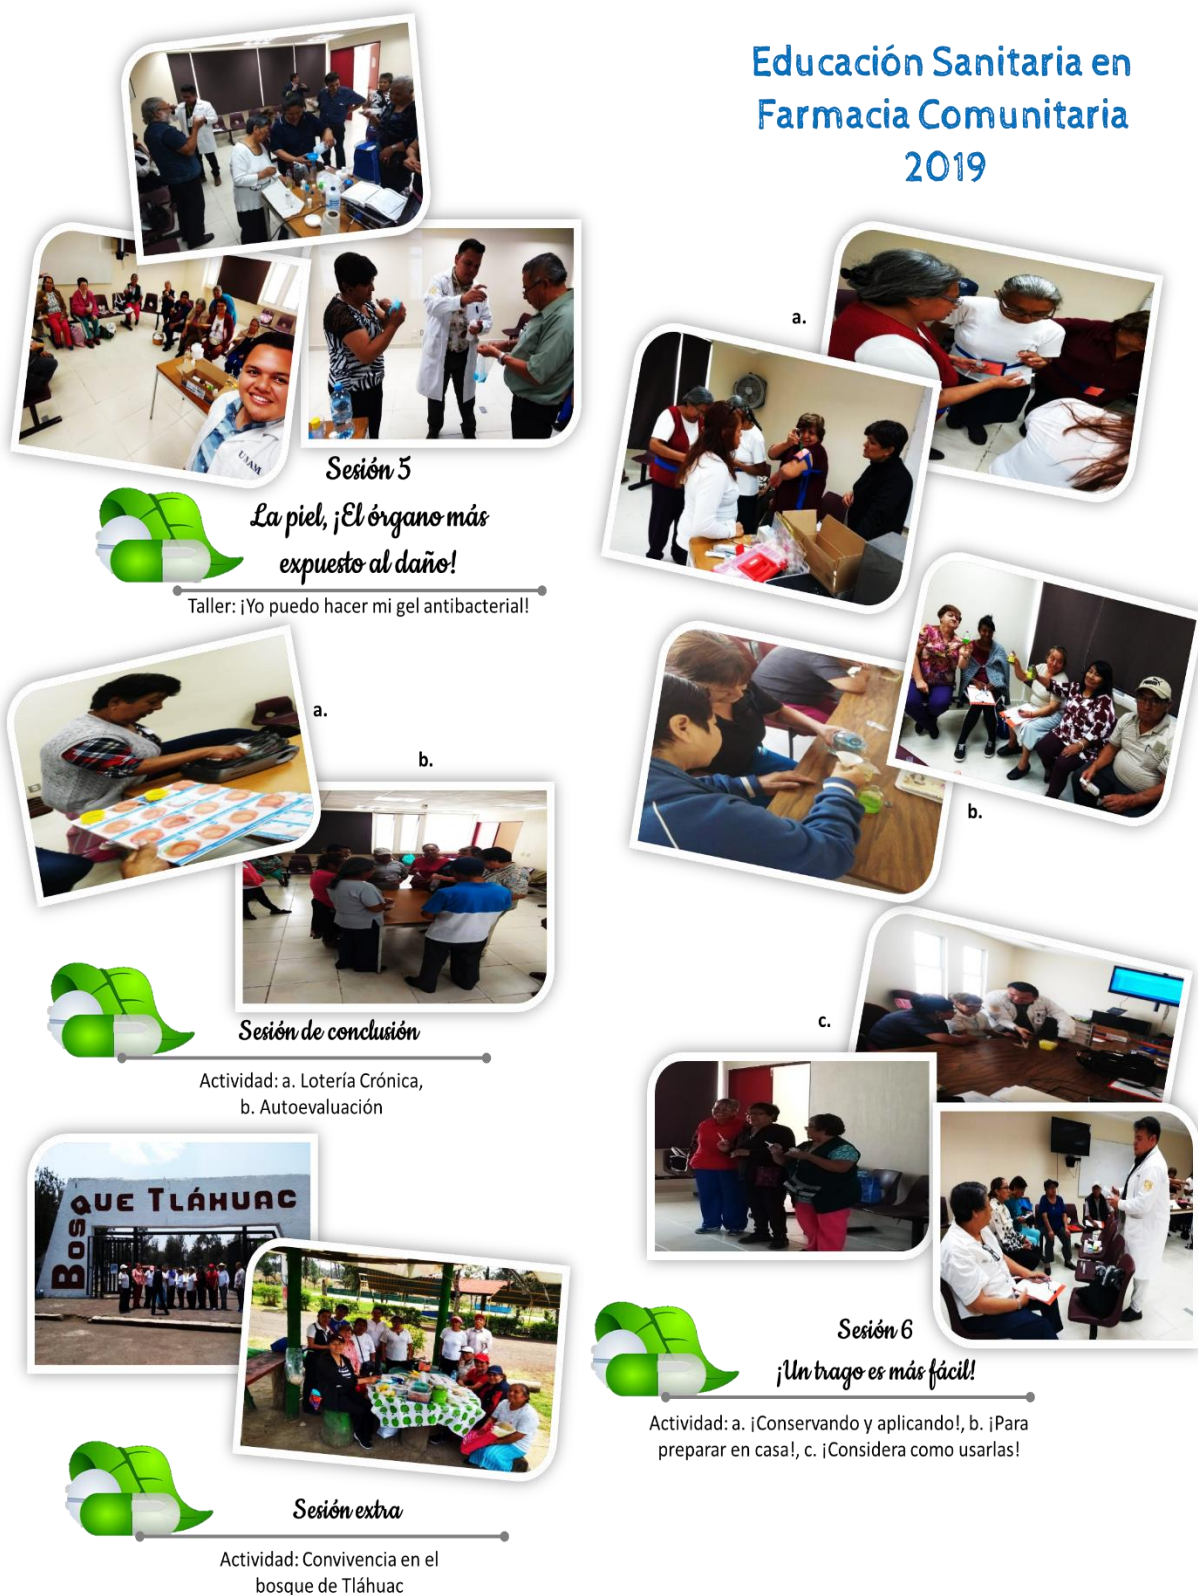 Educación Sanitaria en
Farmacia Comunitaria
2019
UNAM
Sesión 5
La piel, ¡El órgano más
expuesto al daño!
Taller: ¡Yo puedo hacer mi gel antibacterial!
a.
b.
Sesión de conclusión
Actividad: a. Lotería Crónica,
b. Autoevaluación
BOSQUE TLÁHUAC
Sesión extra
Actividad: Convivencia en el
bosque de Tláhuac
a.
b.
c.
Sesión 6
¡Un trago es más fácil!
Actividad: a. ¡Conservando y aplicando!, b. ¡Para
preparar en casa!, c. ¡Considera como usarlas!